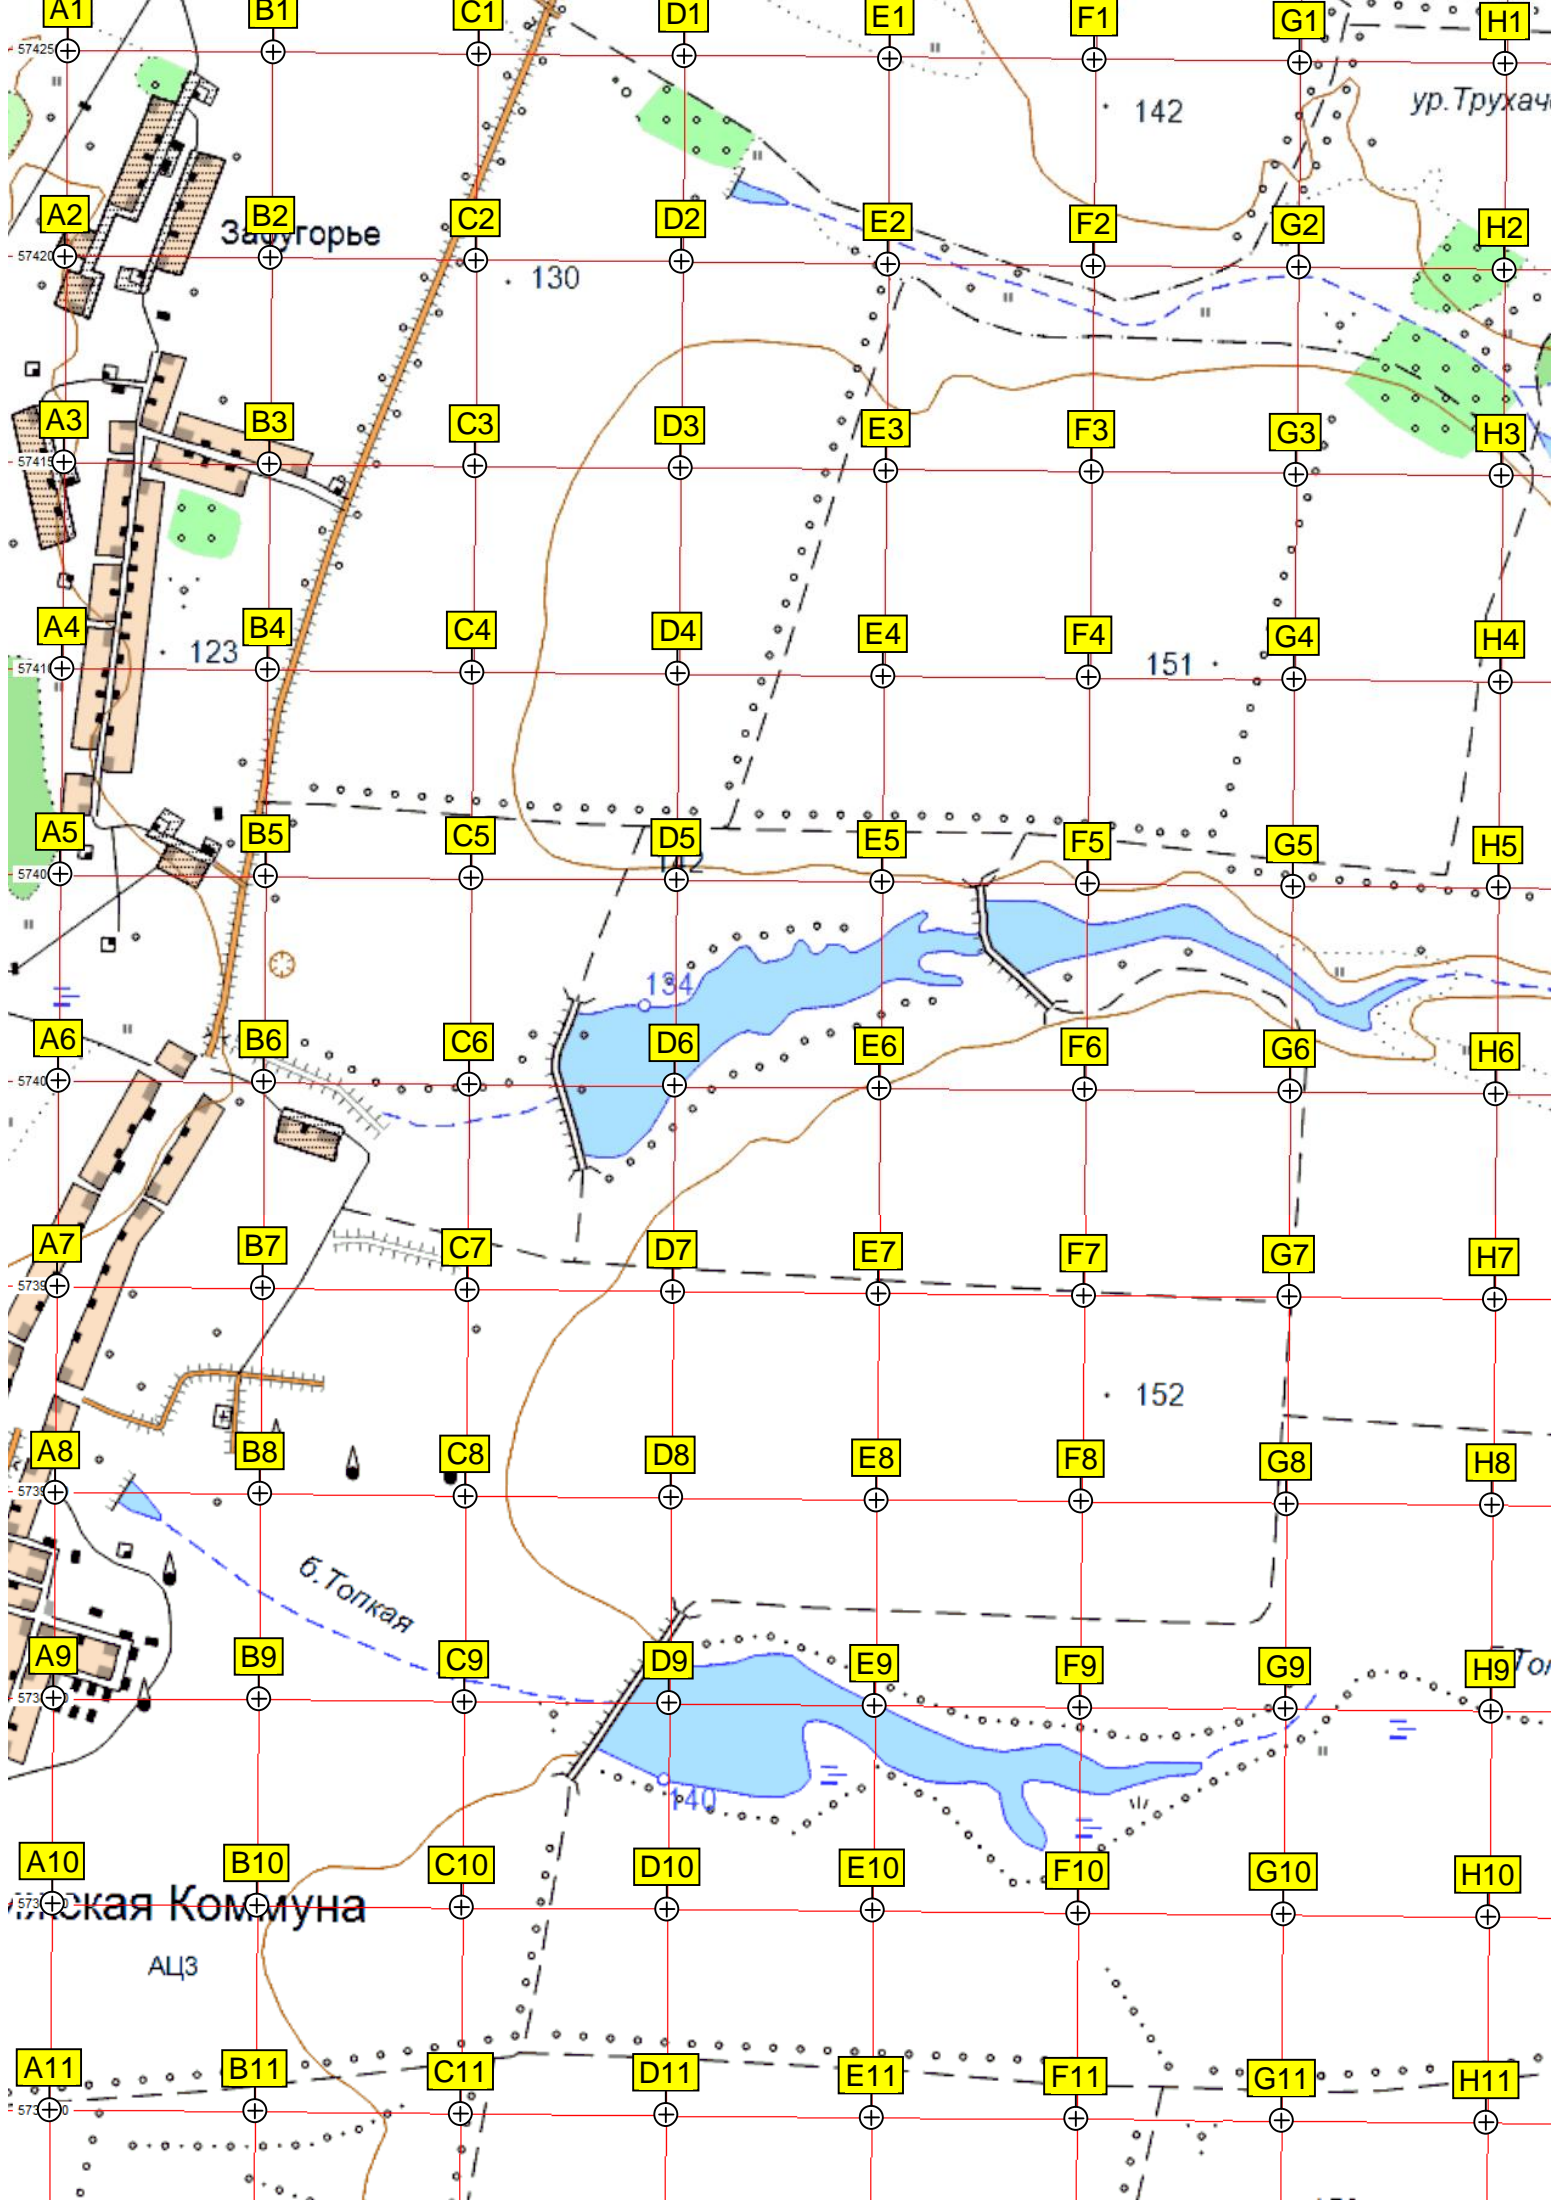 A1 B1 C1 D1 E1 F1 G1 H1
57425
142
A2 B2 C2 D2 E2 F2 G2 H2
57420
130
A3 B3 C3 D3 E3 F3 G3 H3
57415
A4 B4 C4 D4 E4 F4 G4 H4
123
151
A5 B5 C5 D5 E5 F5 G5 H5
134
A6 B6 C6 D6 E6 F6 G6 H6
A7 B7 C7 D7 E7 F7 G7 H7
152
A8 B8 C8 D8 E8 F8 G8 H8
б.Топкая
A9 B9 C9 D9 E9 F9 G9 H9
140
A10 B10 C10 D10 E10 F10 G10 H10
Коммуна
АЦЗ
A11 B11 C11 D11 E11 F11 G11 H11